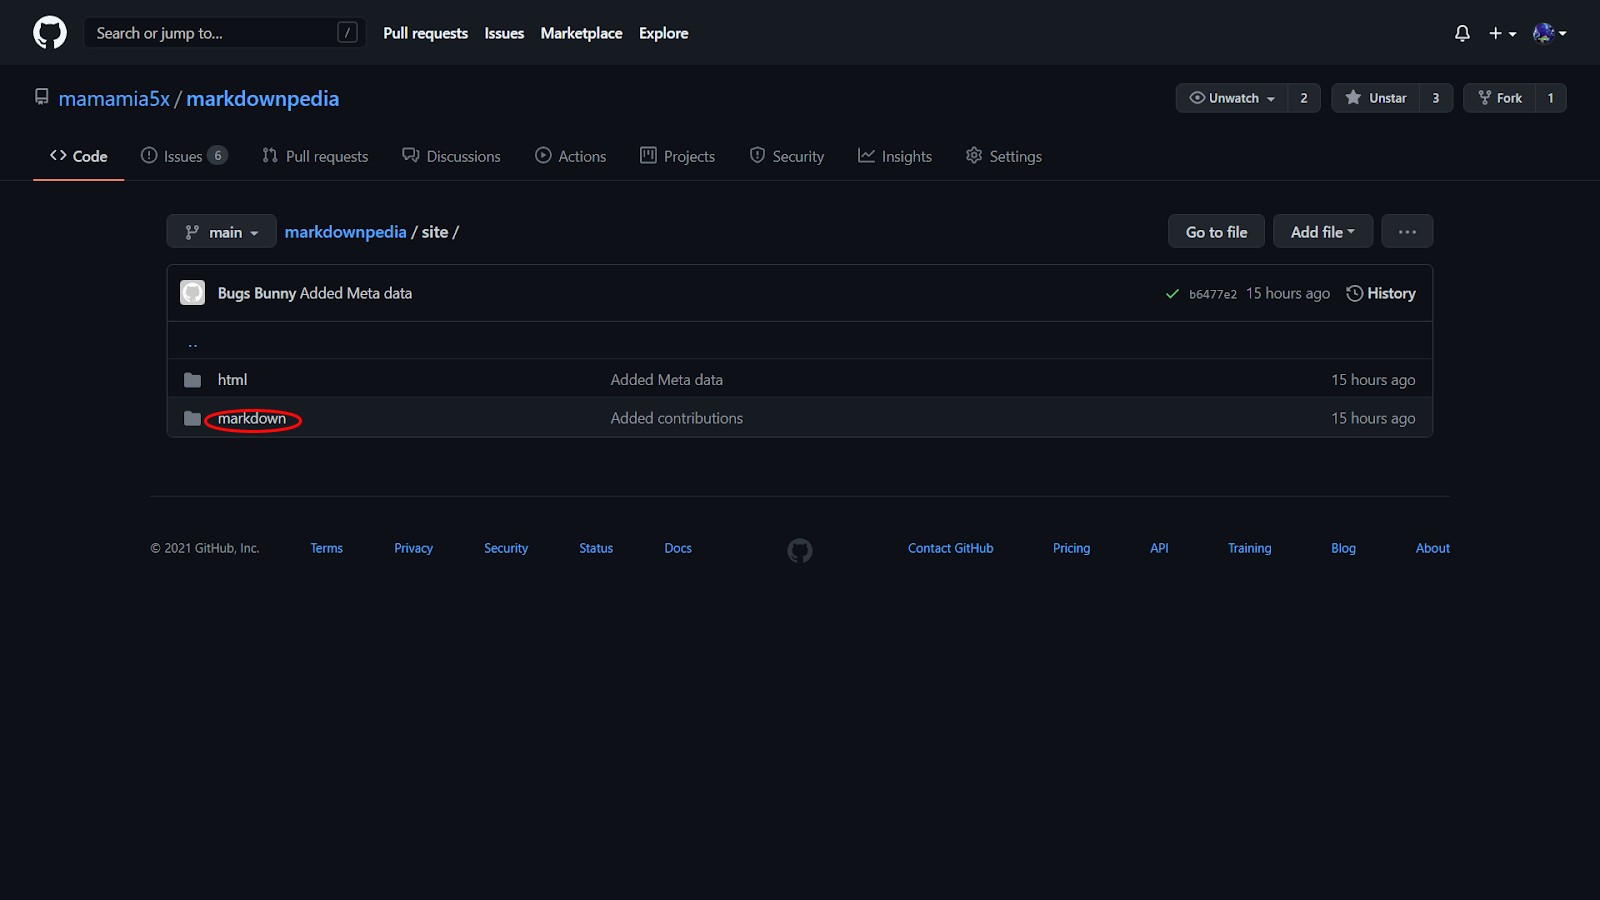 Search or jump to... / Pull requests Issues Marketplace Explore
mamamia5x / markdownpedia Unwatch 2 Unstar 3 Fork 1
Code Issues 6 Pull requests Discussions Actions Projects Security Insights Settings
main markdownpedia / site / Go to file Add file ...
Bugs Bunny Added Meta data b6477e2 15 hours ago History
..
html Added Meta data 15 hours ago
markdown Added contributions 15 hours ago
© 2021 GitHub, Inc. Terms Privacy Security Status Docs Contact GitHub Pricing API Training Blog About